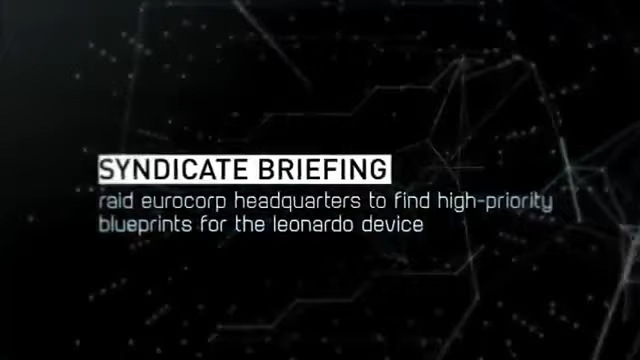 SYNDICATE BRIEFING
raid eurocorp headquarters to find high-priority
blueprints for the leonardo device